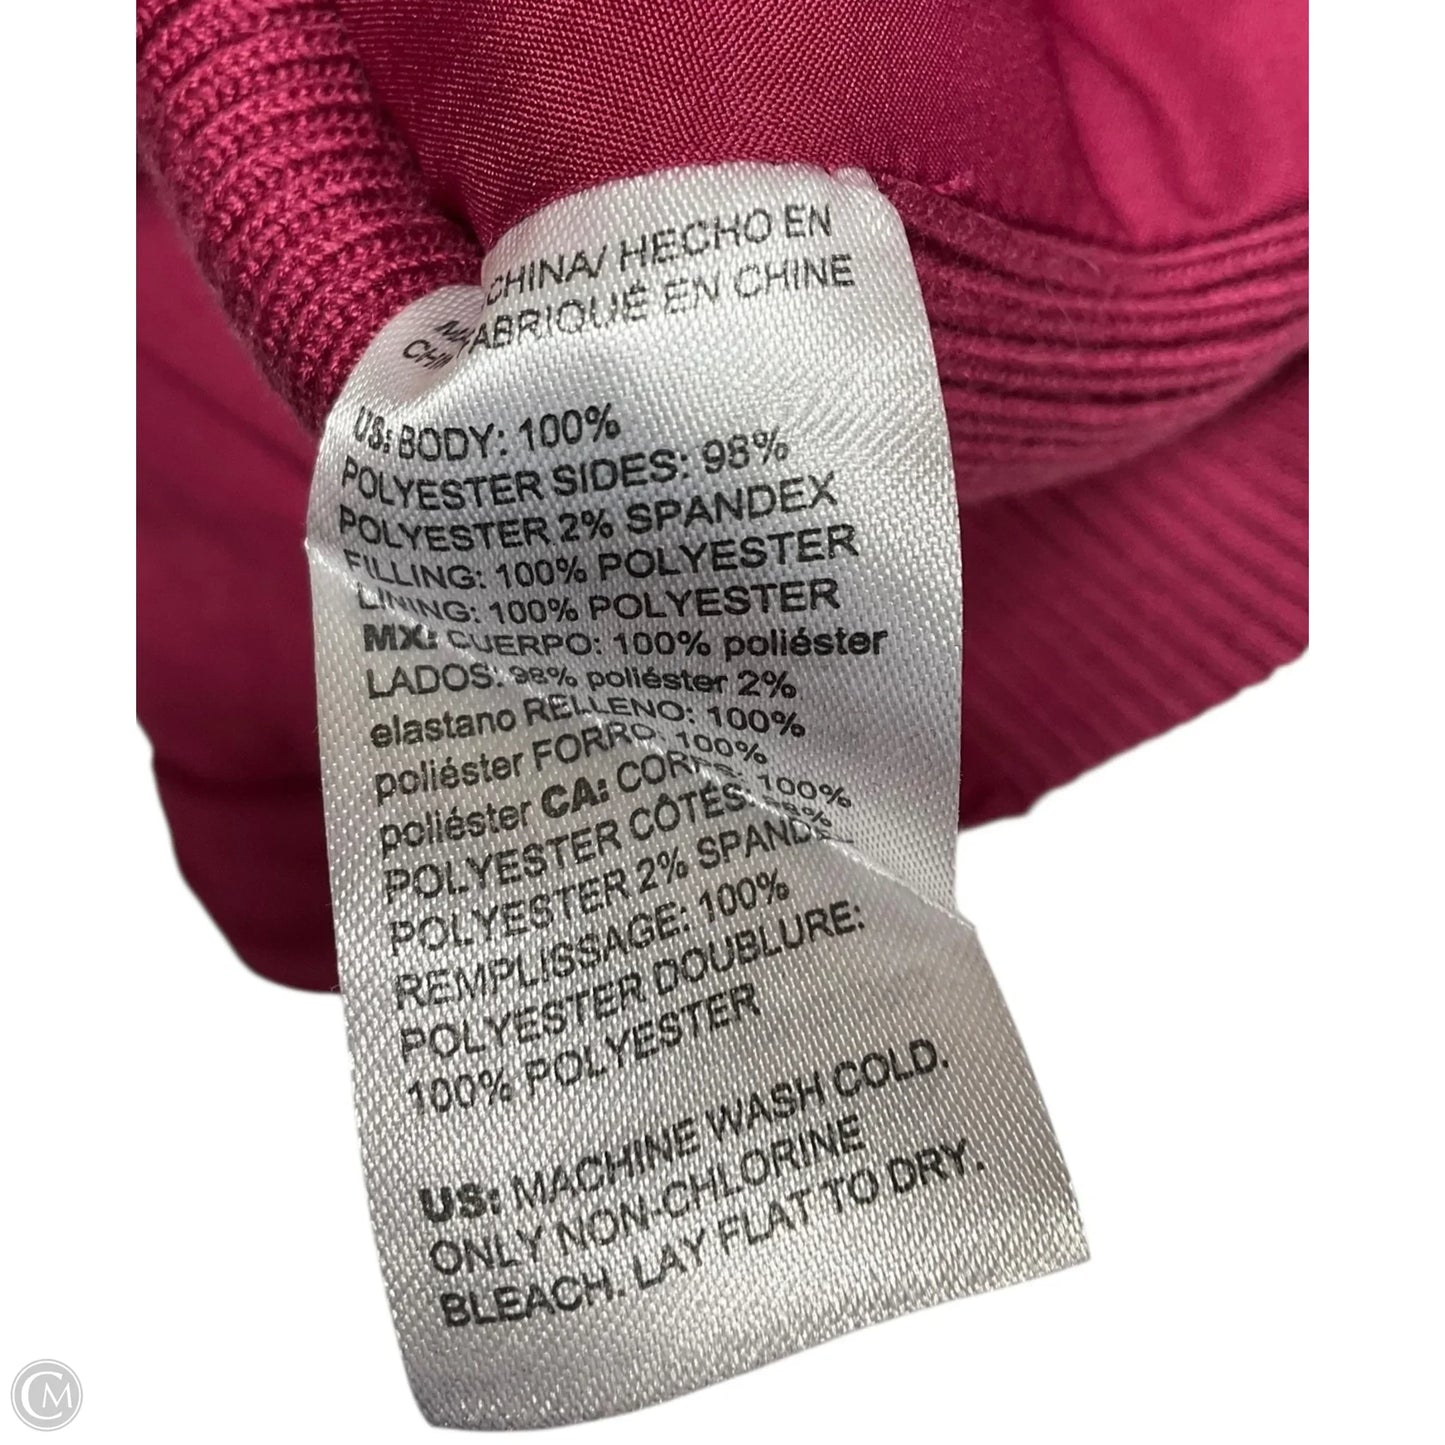 CHINA/ HECHO EN
FABRIQUÉ EN CHINE
US: BODY: 100%
POLYESTER SIDES: 98%
POLYESTER 2% SPANDEX
FILLING: 100% POLYESTER
LINING: 100% POLYESTER
MX: CUERPO: 100% poliéster
LADOS: 98% poliéster 2%
elastano RELLENO: 100%
poliéster FORRO: 100%
poliéster CA: CORPS: 100%
POLYESTER CÔTÉS: 98%
POLYESTER 2% SPANDEX
REMPLISSAGE: 100%
POLYESTER DOUBLURE:
100% POLYESTER
US: MACHINE WASH COLD.
ONLY NON-CHLORINE
BLEACH. LAY FLAT TO DRY.
CM